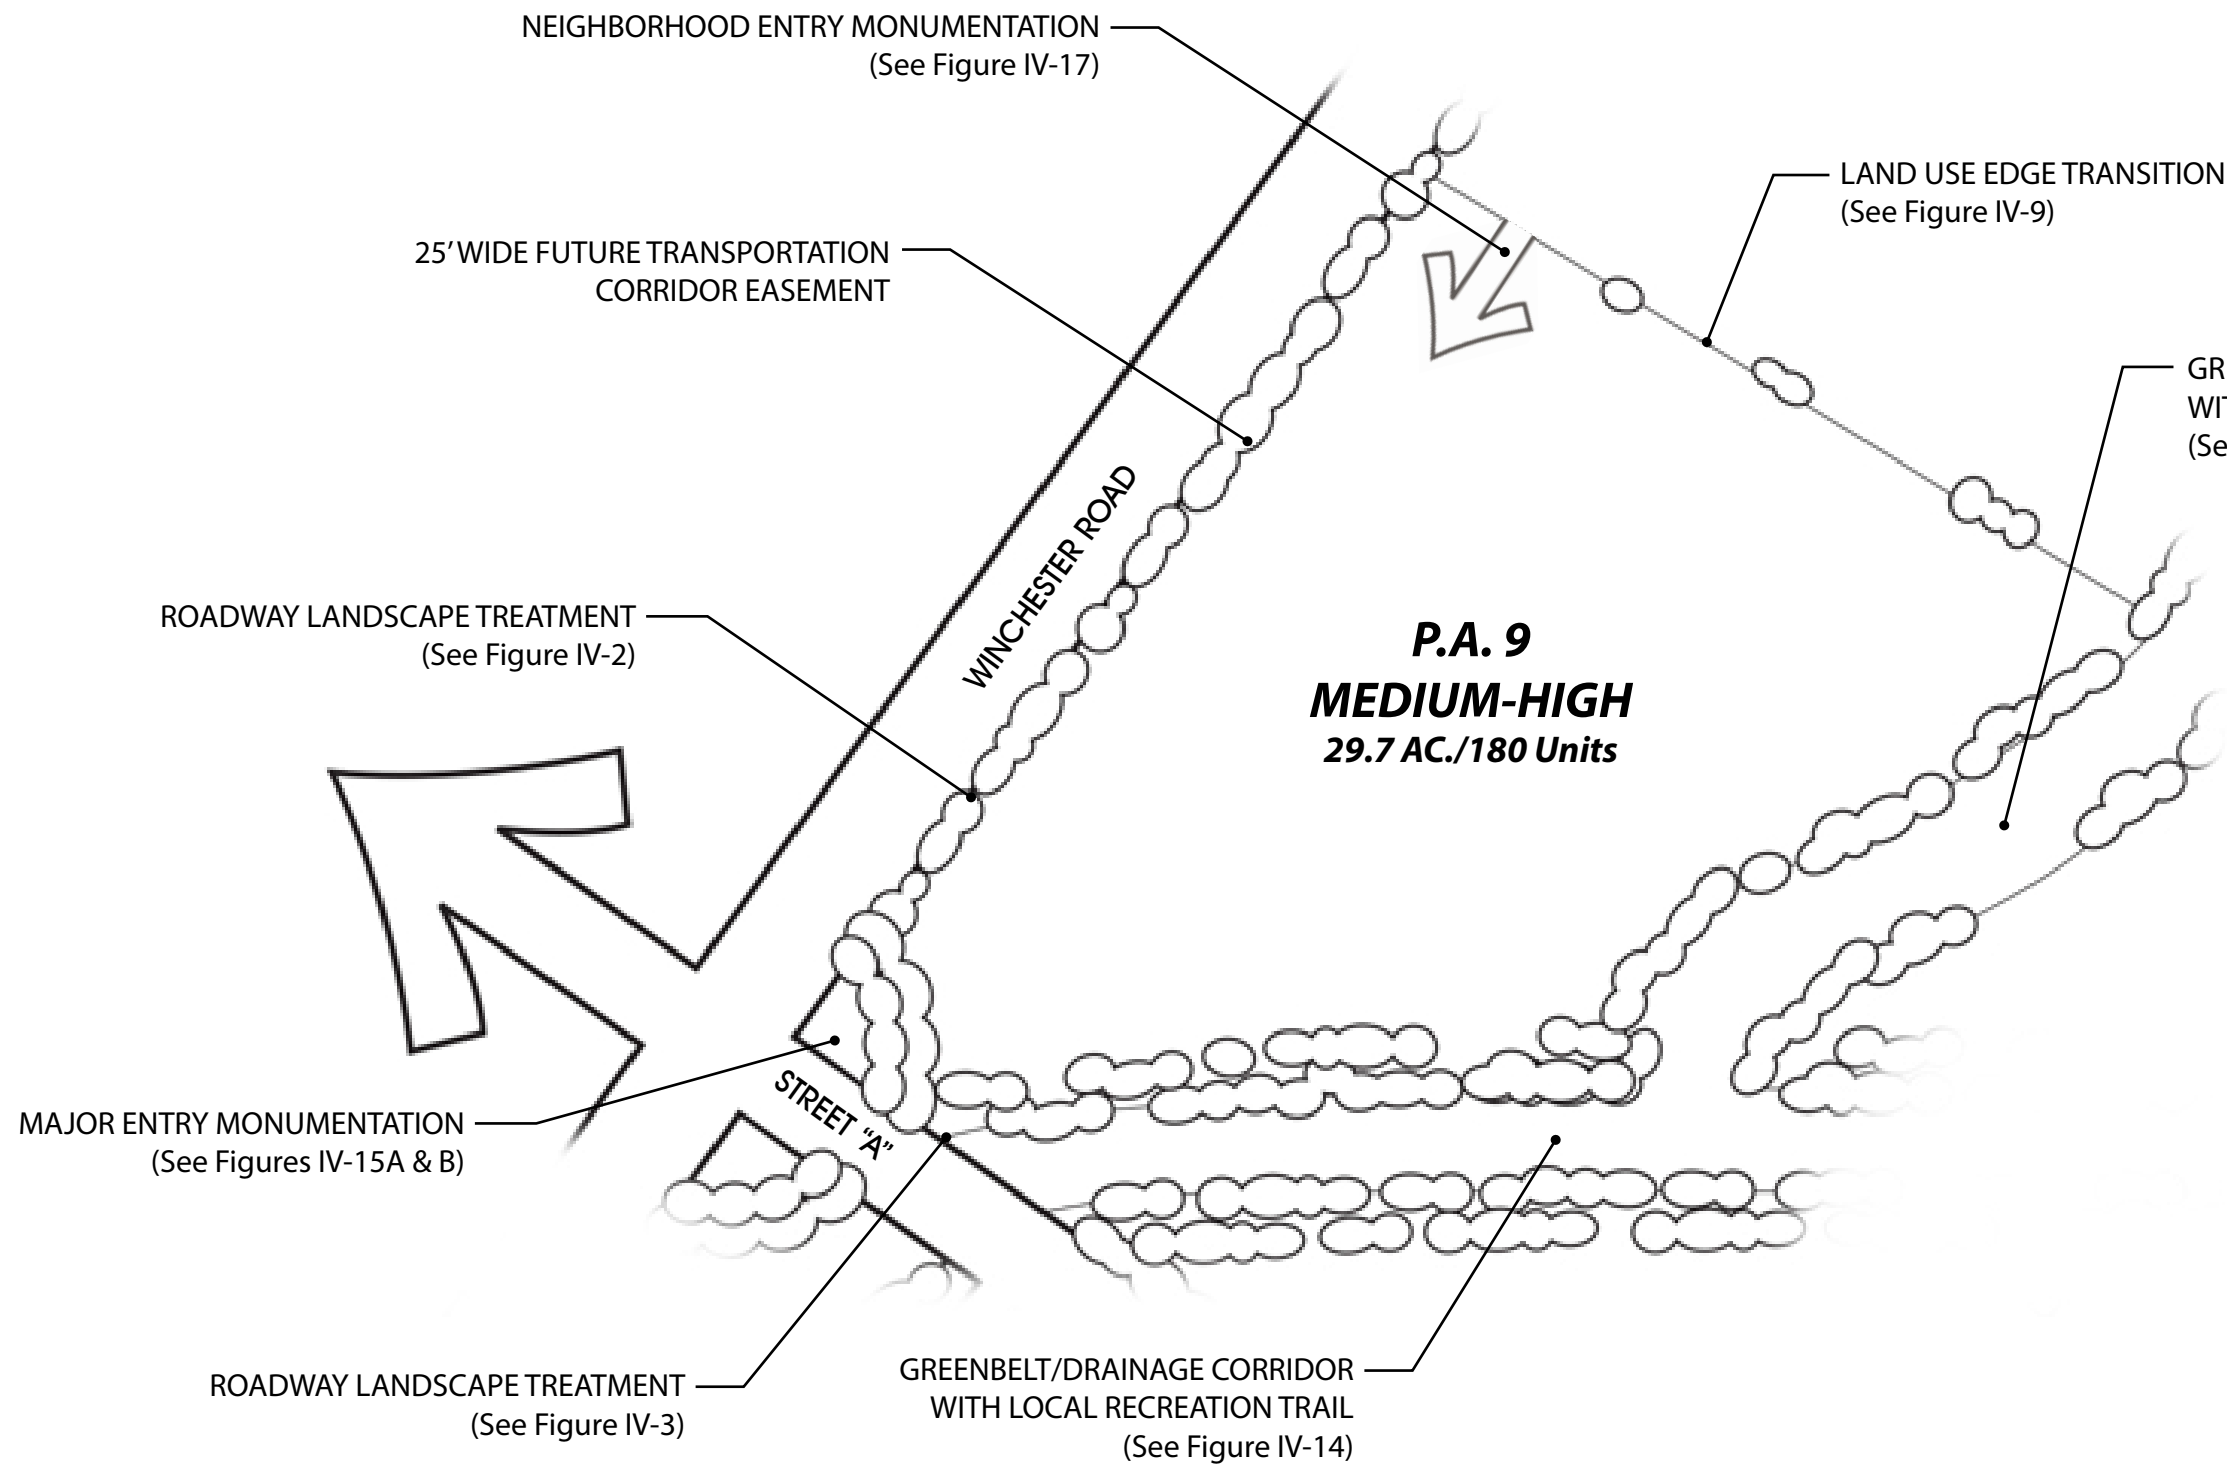 NEIGHBORHOOD ENTRY MONUMENTATION
(See Figure IV-17)
LAND USE EDGE TRANSITION
(See Figure IV-9)
25' WIDE FUTURE TRANSPORTATION
CORRIDOR EASEMENT
GR
WIT
(Se
WINCHESTER ROAD
ROADWAY LANDSCAPE TREATMENT
(See Figure IV-2)
P.A. 9
MEDIUM-HIGH
29.7 AC./180 Units
MAJOR ENTRY MONUMENTATION
(See Figures IV-15A & B)
STREET "A"
ROADWAY LANDSCAPE TREATMENT
(See Figure IV-3)
GREENBELT/DRAINAGE CORRIDOR
WITH LOCAL RECREATION TRAIL
(See Figure IV-14)